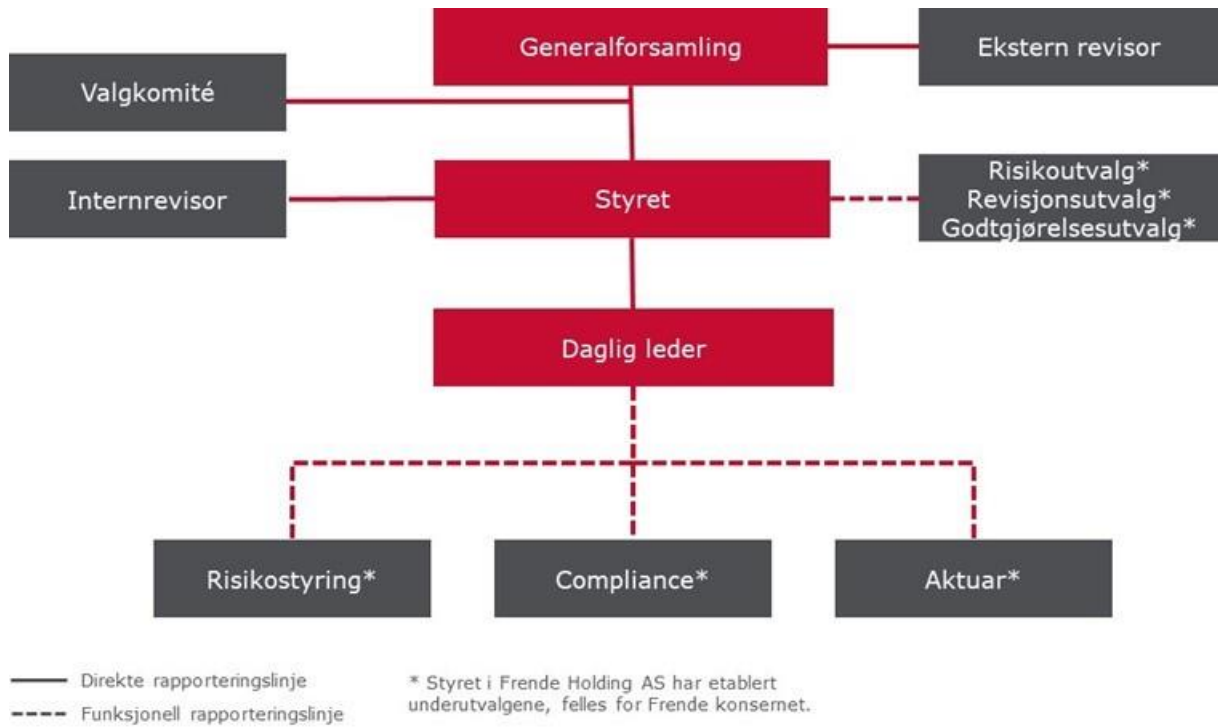 Generalforsamling
Ekstern revisor
Valgkomité
Internrevisor
Styret
Risikoutvalg*
Revisjonsutvalg*
Godtgjørelsesutvalg*
Daglig leder
Risikostyring*
Compliance*
Aktuar*
Direkte rapporteringslinje
Funksjonell rapporteringslinje
* Styret i Frende Holding AS har etablert
underutvalgene, felles for Frende konsernet.